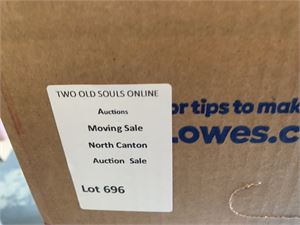 TWO OLD SOULS ONLINE
Auctions
Moving Sale
North Canton
Auction Sale
Lot 696
or tips to mak
Lowes.c